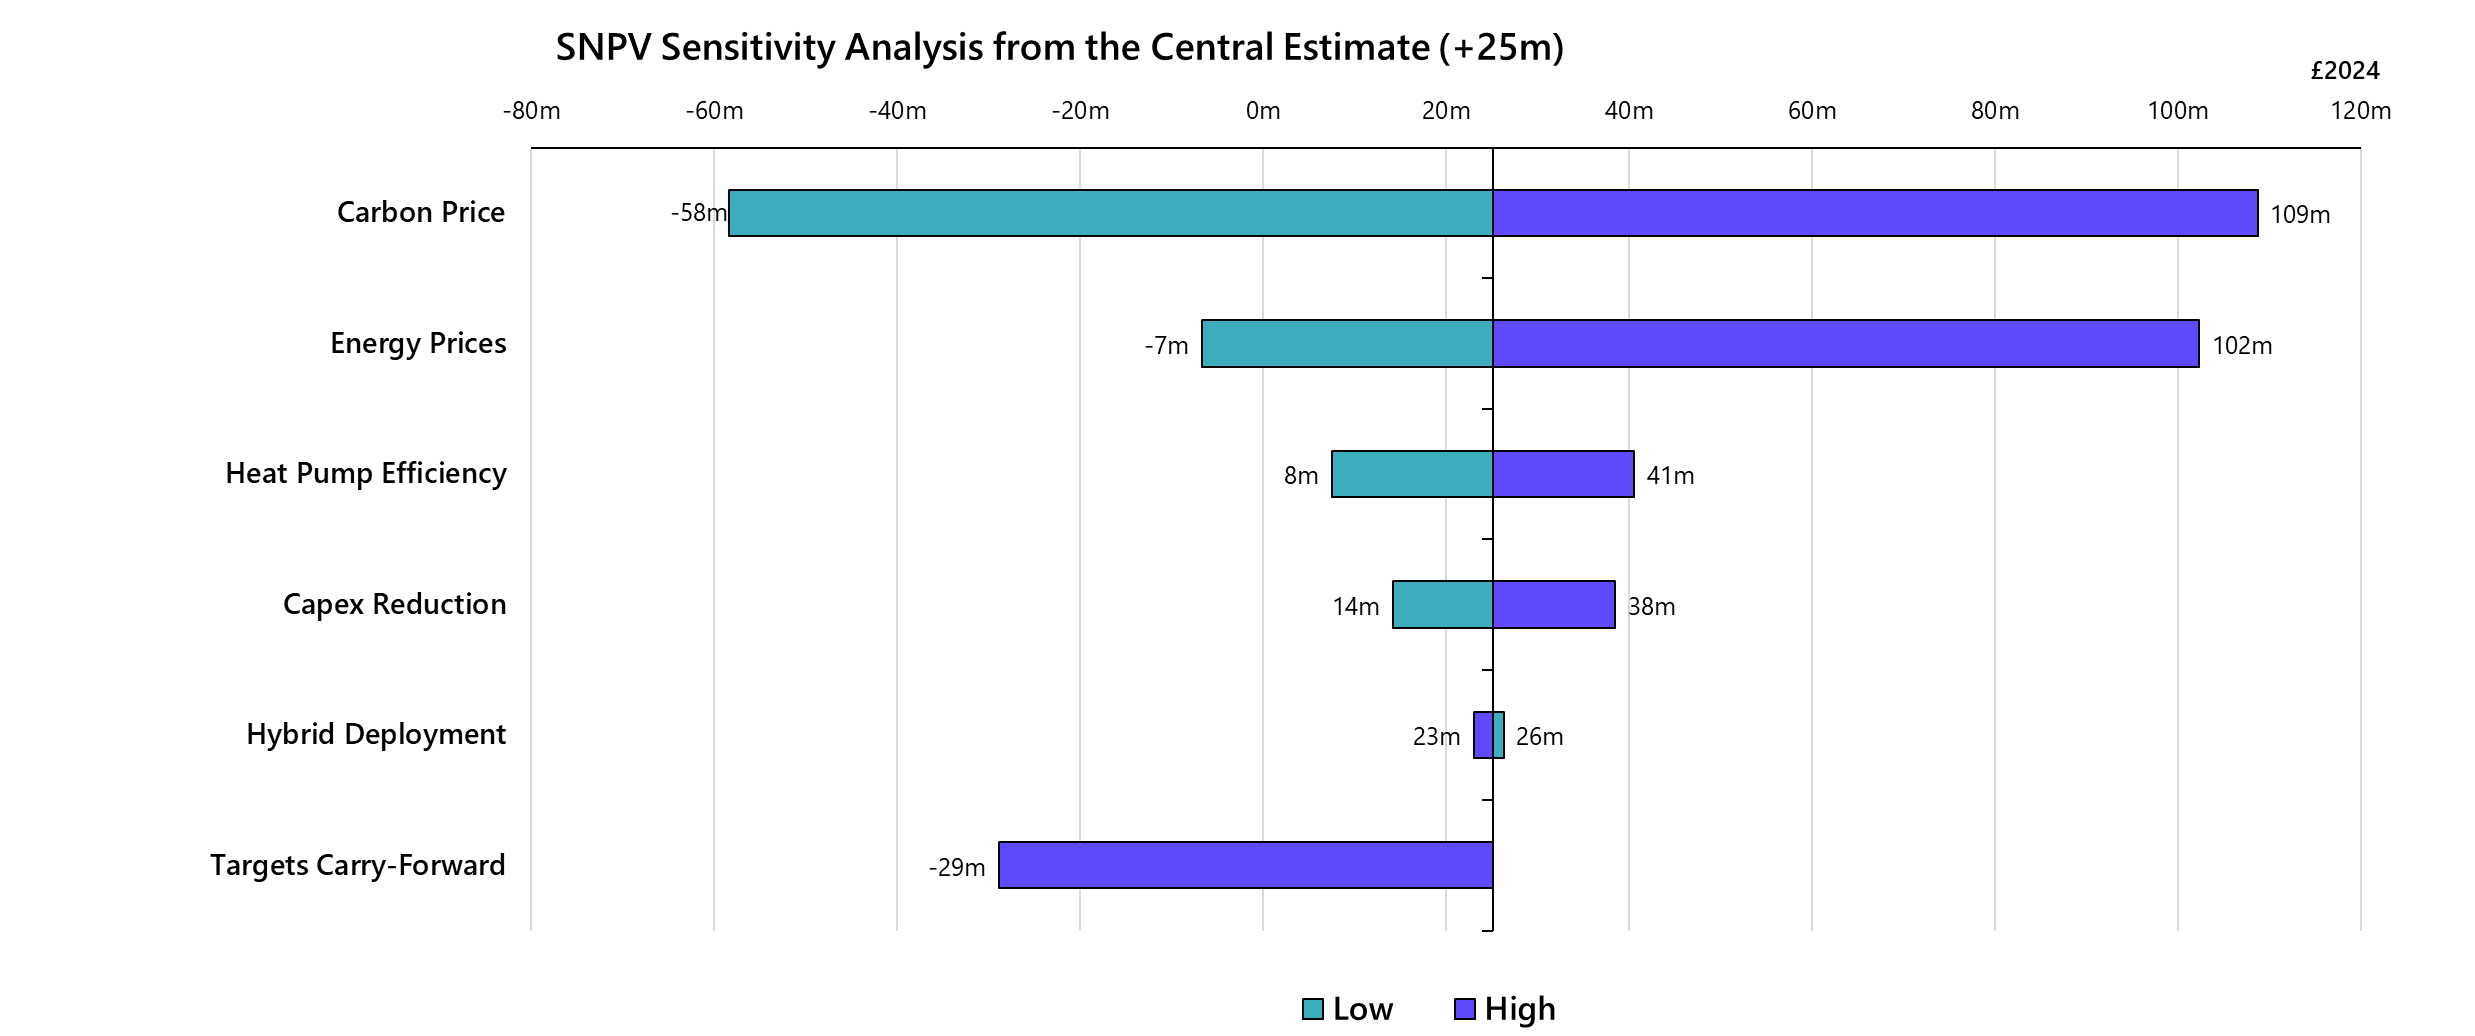 SNPV Sensitivity Analysis from the Central Estimate (+25m)
£2024
-80m -60m -40m -20m 0m 20m 40m 60m 80m 100m 120m
Carbon Price -58m 109m
Energy Prices -7m 102m
Heat Pump Efficiency 8m 41m
Capex Reduction 14m 38m
Hybrid Deployment 23m 26m
Targets Carry-Forward -29m
Low High